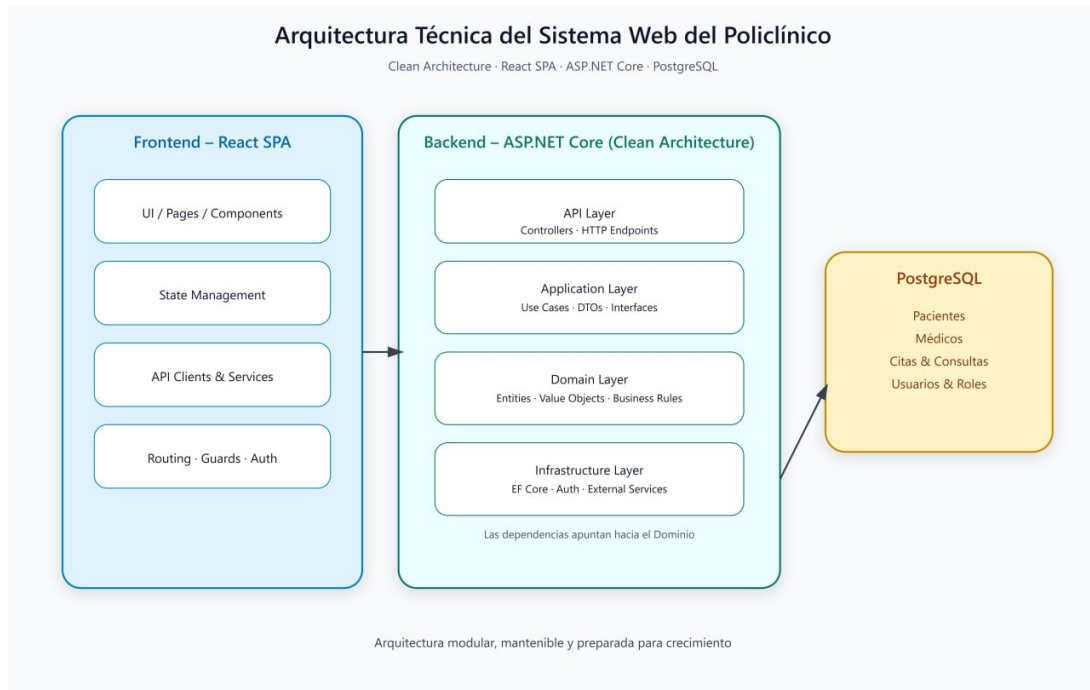 Arquitectura Técnica del Sistema Web del Policlínico
Clean Architecture · React SPA · ASP.NET Core · PostgreSQL
Frontend – React SPA
UI / Pages / Components
State Management
API Clients & Services
Routing · Guards · Auth
Backend – ASP.NET Core (Clean Architecture)
API Layer
Controllers · HTTP Endpoints
Application Layer
Use Cases · DTOs · Interfaces
Domain Layer
Entities · Value Objects · Business Rules
Infrastructure Layer
EF Core · Auth · External Services
Las dependencias apuntan hacia el Dominio
PostgreSQL
Pacientes
Médicos
Citas & Consultas
Usuarios & Roles
Arquitectura modular, mantenible y preparada para crecimiento